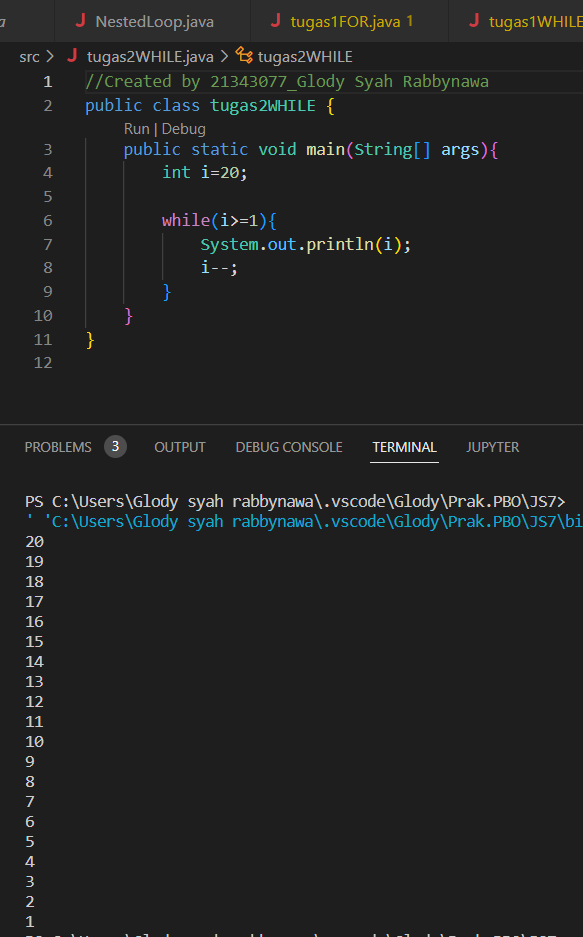 a NestedLoop.java tugas1FOR.java 1 tugas1WHILE
src > tugas2WHILE.java > tugas2WHILE
1 //Created by 21343077_Glody Syah Rabbynawa
2 public class tugas2WHILE {
Run | Debug
3 public static void main(String[] args){
4 int i=20;
5
6 while(i>=1){
7 System.out.println(i);
8 i--;
9 }
10 }
11 }
12
PROBLEMS 3 OUTPUT DEBUG CONSOLE TERMINAL JUPYTER
PS C:\Users\Glody syah rabbynawa\.vscode\Glody\Prak.PBO\JS7>
' 'C:\Users\Glody syah rabbynawa\.vscode\Glody\Prak.PBO\JS7\bi
20
19
18
17
16
15
14
13
12
11
10
9
8
7
6
5
4
3
2
1